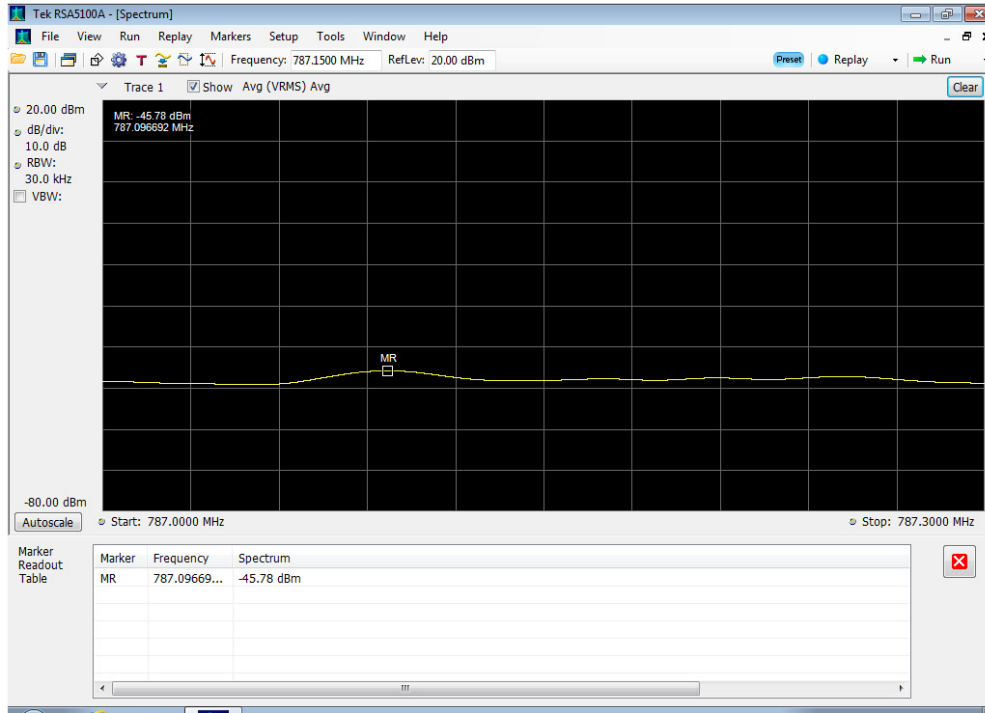 Tek RSA5100A - [Spectrum]
File View Run Replay Markers Setup Tools Window Help
T Frequency: 787.1500 MHz RefLev: 20.00 dBm Preset Replay Run
Trace 1 Show Avg (VRMS) Avg Clear
20.00 dBm
dB/div:
10.0 dB
RBW:
30.0 kHz
VBW:
MR: -45.78 dBm
787.096692 MHz
MR
-80.00 dBm
Autoscale Start: 787.0000 MHz Stop: 787.3000 MHz
Marker
Readout
Table
Marker Frequency Spectrum
MR 787.09669... -45.78 dBm